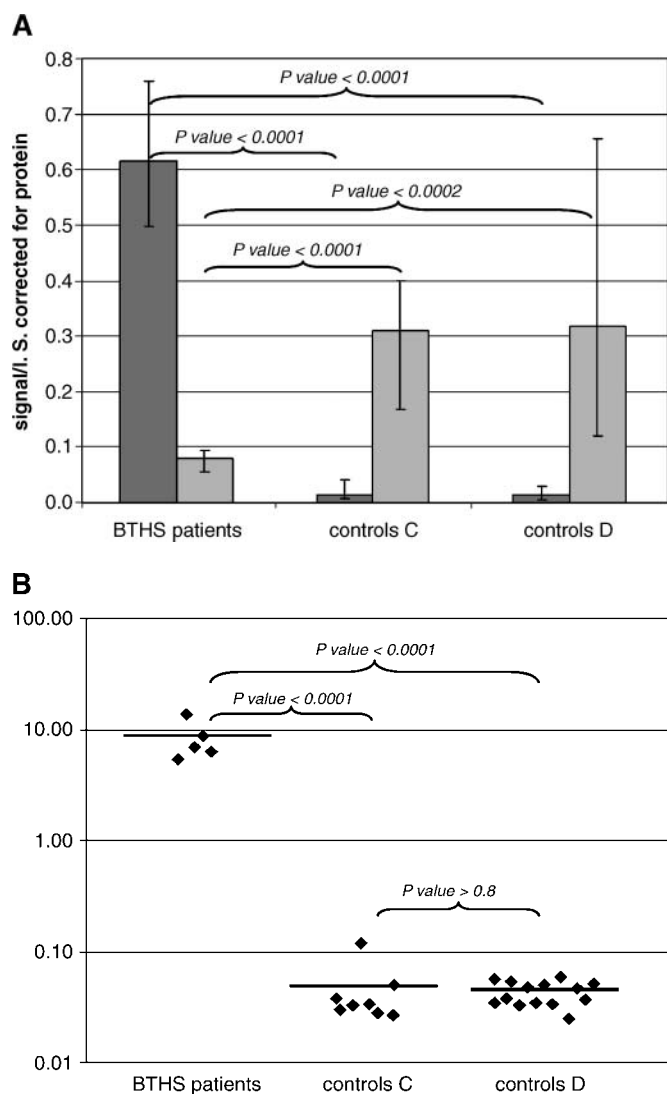 A
signal/I. S. corrected for protein
0.8
0.7
0.6
0.5
0.4
0.3
0.2
0.1
0.0
P value < 0.0001
P value < 0.0001
P value < 0.0002
P value < 0.0001
BTHS patients
controls C
controls D
B
100.00
10.00
1.00
0.10
0.01
P value < 0.0001
P value < 0.0001
P value > 0.8
BTHS patients
controls C
controls D